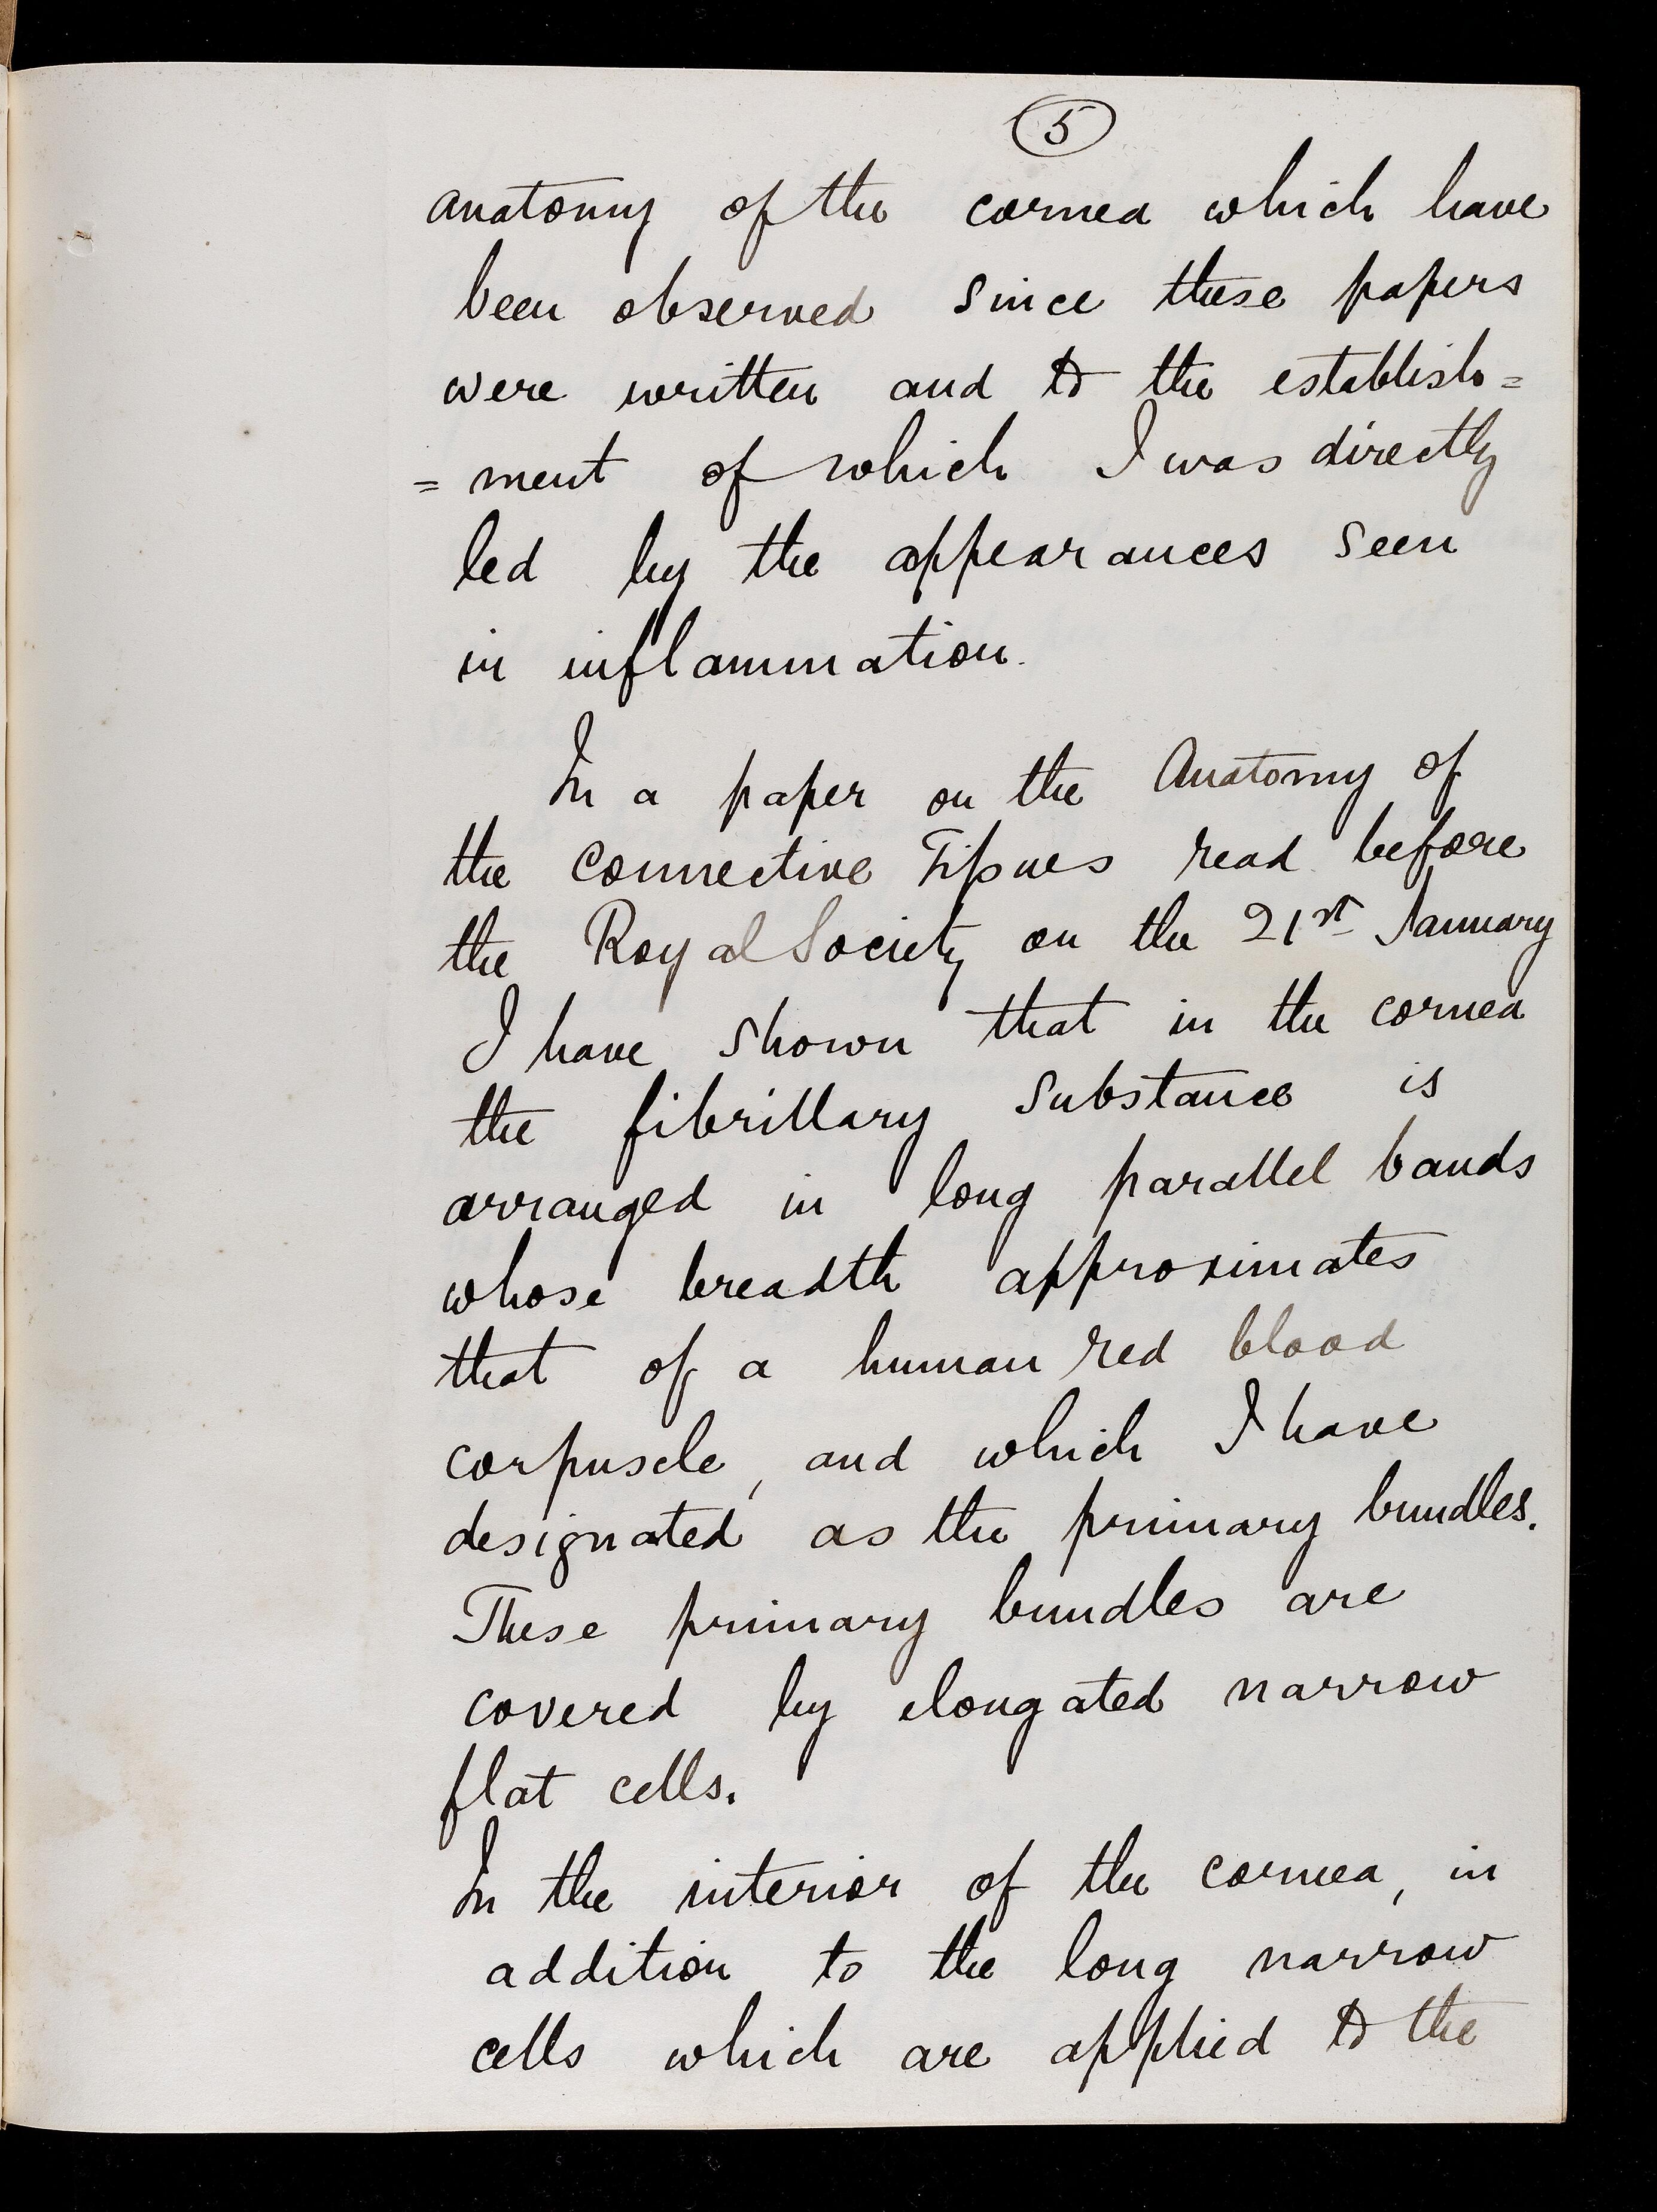 5
anatomy of the cornea which have
been observed since these papers
were written and to the establish=
= ment of which I was directly
led by the appearances seen
in inflammation.
In a paper on the Anatomy of
the Connective Tissues read before
the Royal Society on the 21st January
I have shown that in the cornea
the fibrillary substance is
arranged in long parallel bands
whose breadth approximates
that of a human red blood
corpuscle, and which I have
designated as the primary bundles.
These primary bundles are
covered by elongated narrow
flat cells.
In the interior of the cornea, in
addition to the long narrow
cells which are applied to the